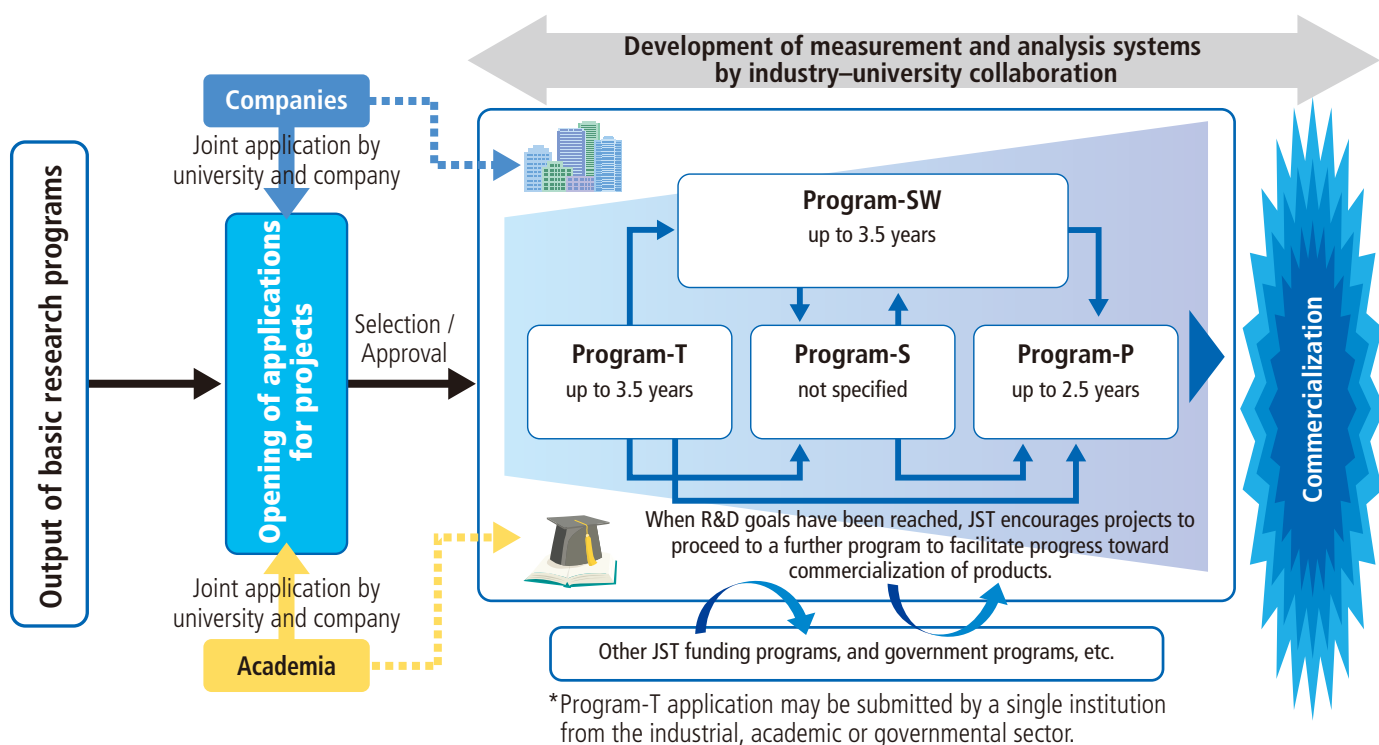 Development of measurement and analysis systems
by industry–university collaboration
Companies
Joint application by
university and company
Output of basic research programs
Opening of applications
for projects
Selection /
Approval
Program-SW
up to 3.5 years
Program-T
up to 3.5 years
Program-S
not specified
Program-P
up to 2.5 years
Commercialization
When R&D goals have been reached, JST encourages projects to
proceed to a further program to facilitate progress toward
commercialization of products.
Joint application by
university and company
Academia
Other JST funding programs, and government programs, etc.
*Program-T application may be submitted by a single institution
from the industrial, academic or governmental sector.